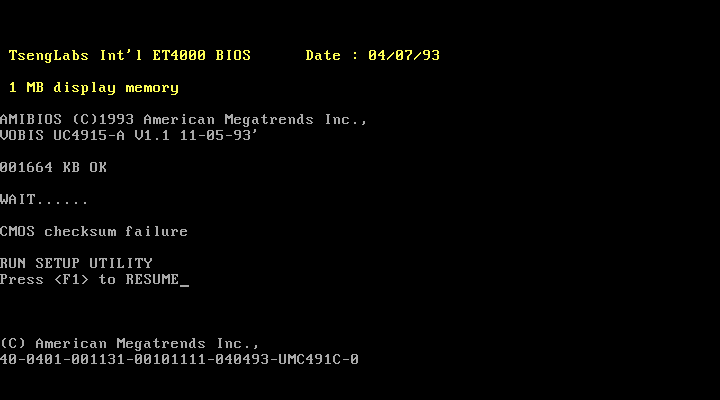 TsengLabs Int'l ET4000 BIOS      Date : 04/07/93
1 MB display memory
AMIBIOS (C)1993 American Megatrends Inc.,
VOBIS UC4915-A V1.1 11-05-93'
001664 KB OK
WAIT......
CMOS checksum failure
RUN SETUP UTILITY
Press <F1> to RESUME_
(C) American Megatrends Inc.,
40-0401-001131-00101111-040493-UMC491C-0